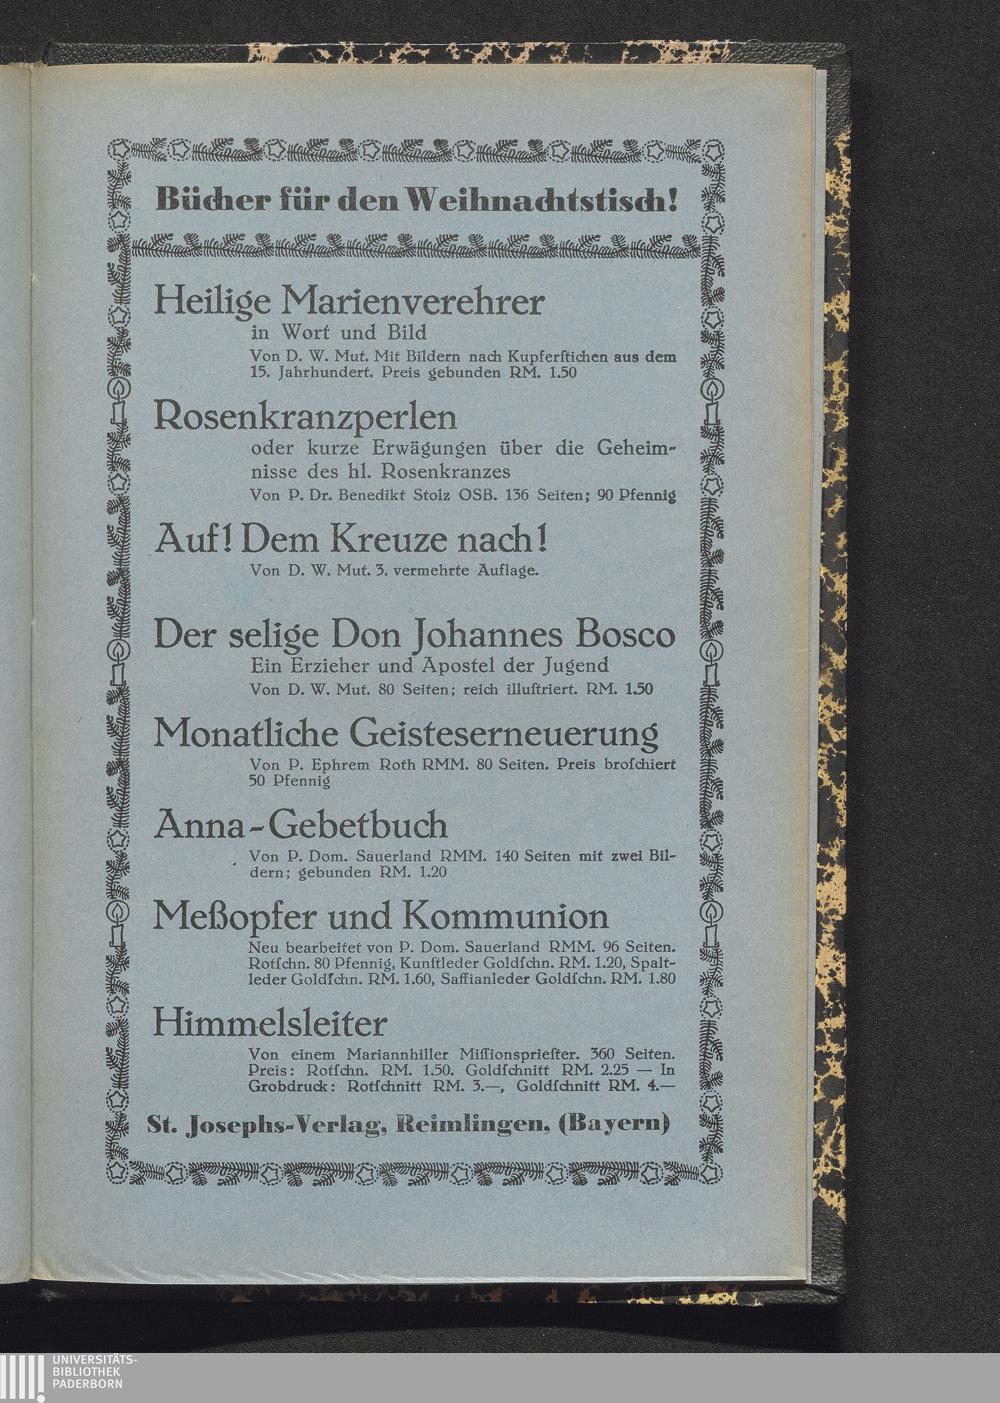 Bücher für den Weihnachtstisch!
Heilige Marienverehrer
in Wort und Bild
Von D. W. Mut. Mit Bildern nach Kupferſtichen aus dem
15. Jahrhundert. Preis gebunden RM. 1.50
Rosenkranzperlen
oder kurze Erwägungen über die Geheim-
nisse des hl. Rosenkranzes
Von P. Dr. Benedikt Stolz OSB. 136 Seiten; 90 Pfennig
Auf! Dem Kreuze nach!
Von D. W. Mut. 3. vermehrte Auflage.
Der selige Don Johannes Bosco
Ein Erzieher und Apostel der Jugend
Von D. W. Mut. 80 Seiten; reich illuſtriert. RM. 1.50
Monatliche Geisteserneuerung
Von P. Ephrem Roth RMM. 80 Seiten. Preis broſchiert
50 Pfennig
Anna-Gebetbuch
Von P. Dom. Sauerland RMM. 140 Seiten mit zwei Bil-
dern; gebunden RM. 1.20
Meßopfer und Kommunion
Neu bearbeitet von P. Dom. Sauerland RMM. 96 Seiten.
Rotſchn. 80 Pfennig, Kunſtleder Goldſchn. RM. 1.20, Spalt-
leder Goldſchn. RM. 1.60, Saffianleder Goldſchn. RM. 1.80
Himmelsleiter
Von einem Mariannhiller Miſſionsprieſter. 360 Seiten.
Preis: Rotſchn. RM. 1.50. Goldſchnitt RM. 2.25 — In
Grobdruck: Rotſchnitt RM. 3.—, Goldſchnitt RM. 4.—
St. Josephs-Verlag, Reimlingen, (Bayern)
UNIVERSITÄTS-
BIBLIOTHEK
PADERBORN